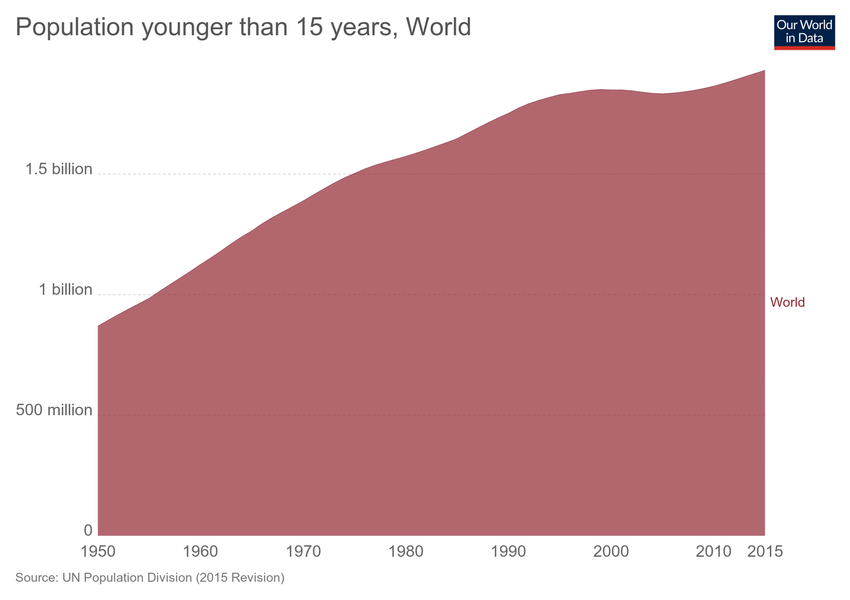 Population younger than 15 years, World
Our World
in Data
1.5 billion
1 billion
World
500 million
0
1950 1960 1970 1980 1990 2000 2010 2015
Source: UN Population Division (2015 Revision)